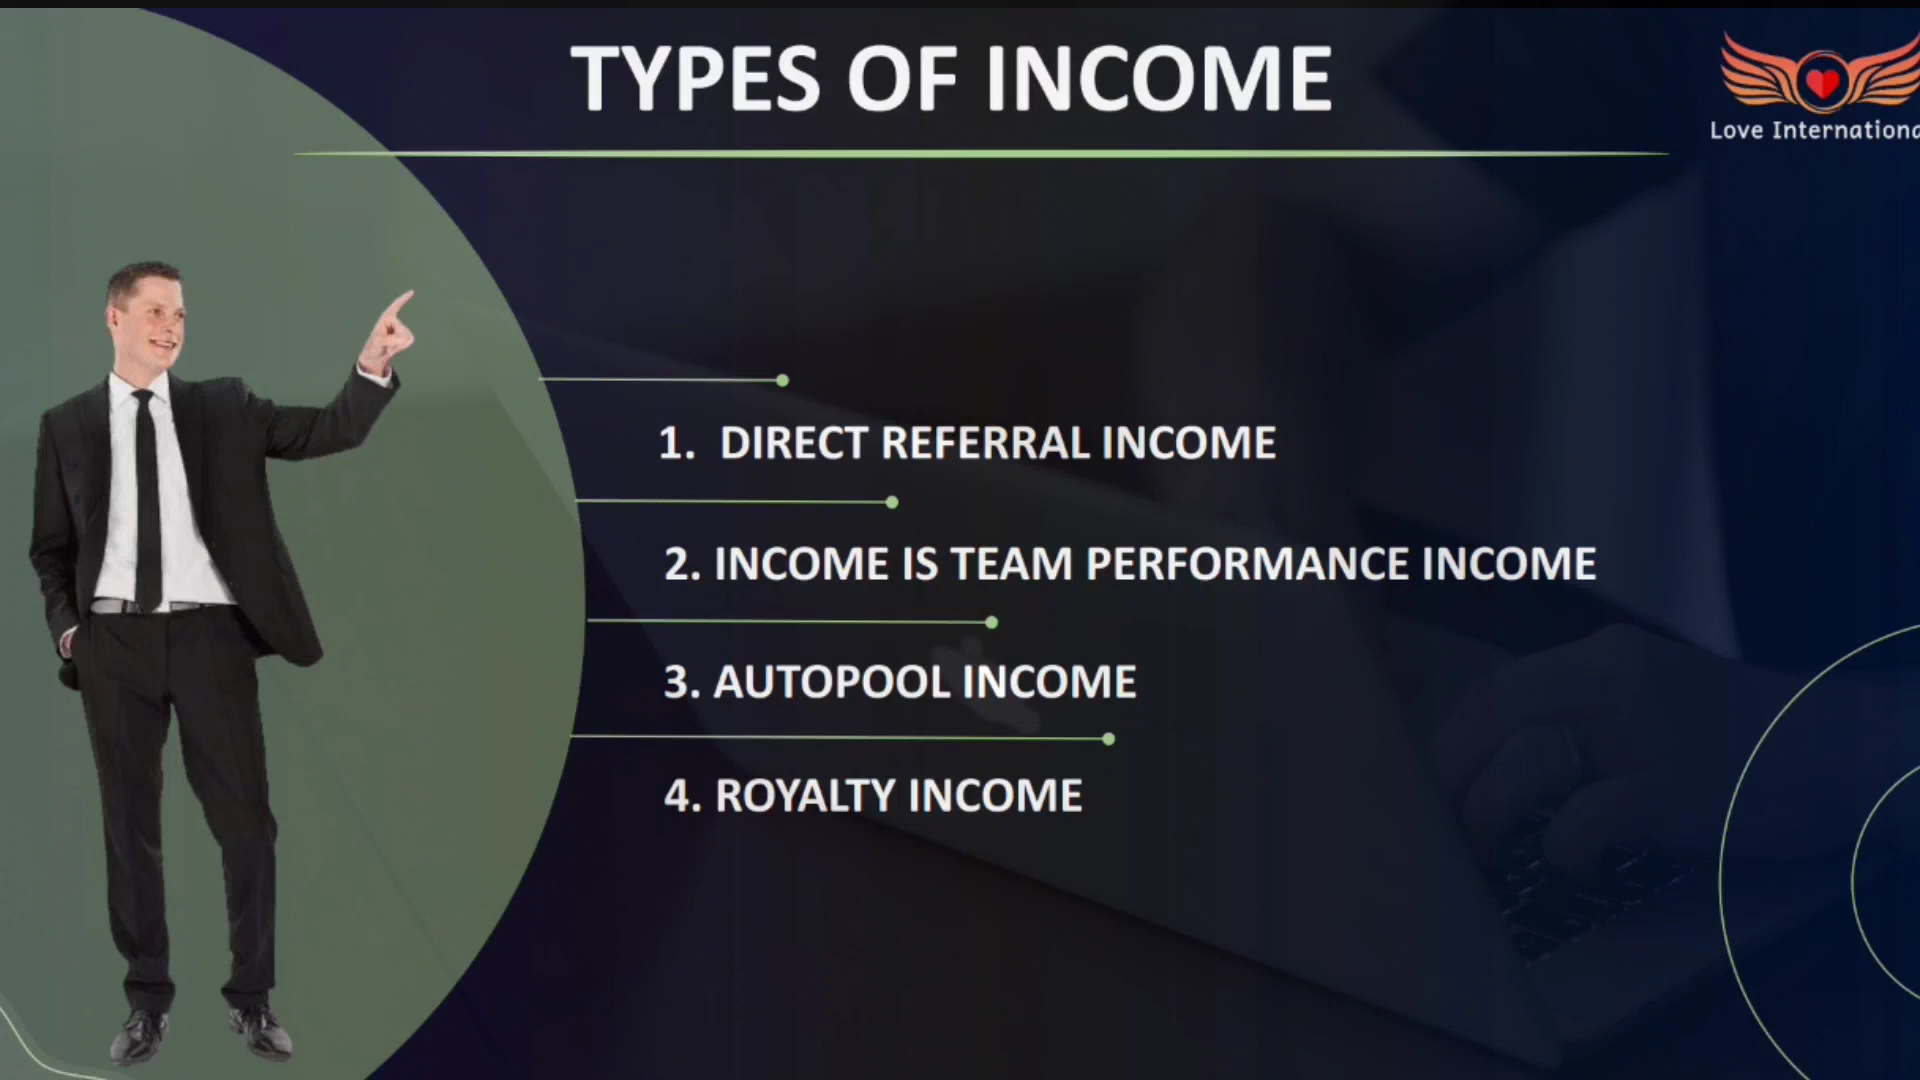 TYPES OF INCOME
Love Internationa
1. DIRECT REFERRAL INCOME
2. INCOME IS TEAM PERFORMANCE INCOME
3. AUTOPOOL INCOME
4. ROYALTY INCOME